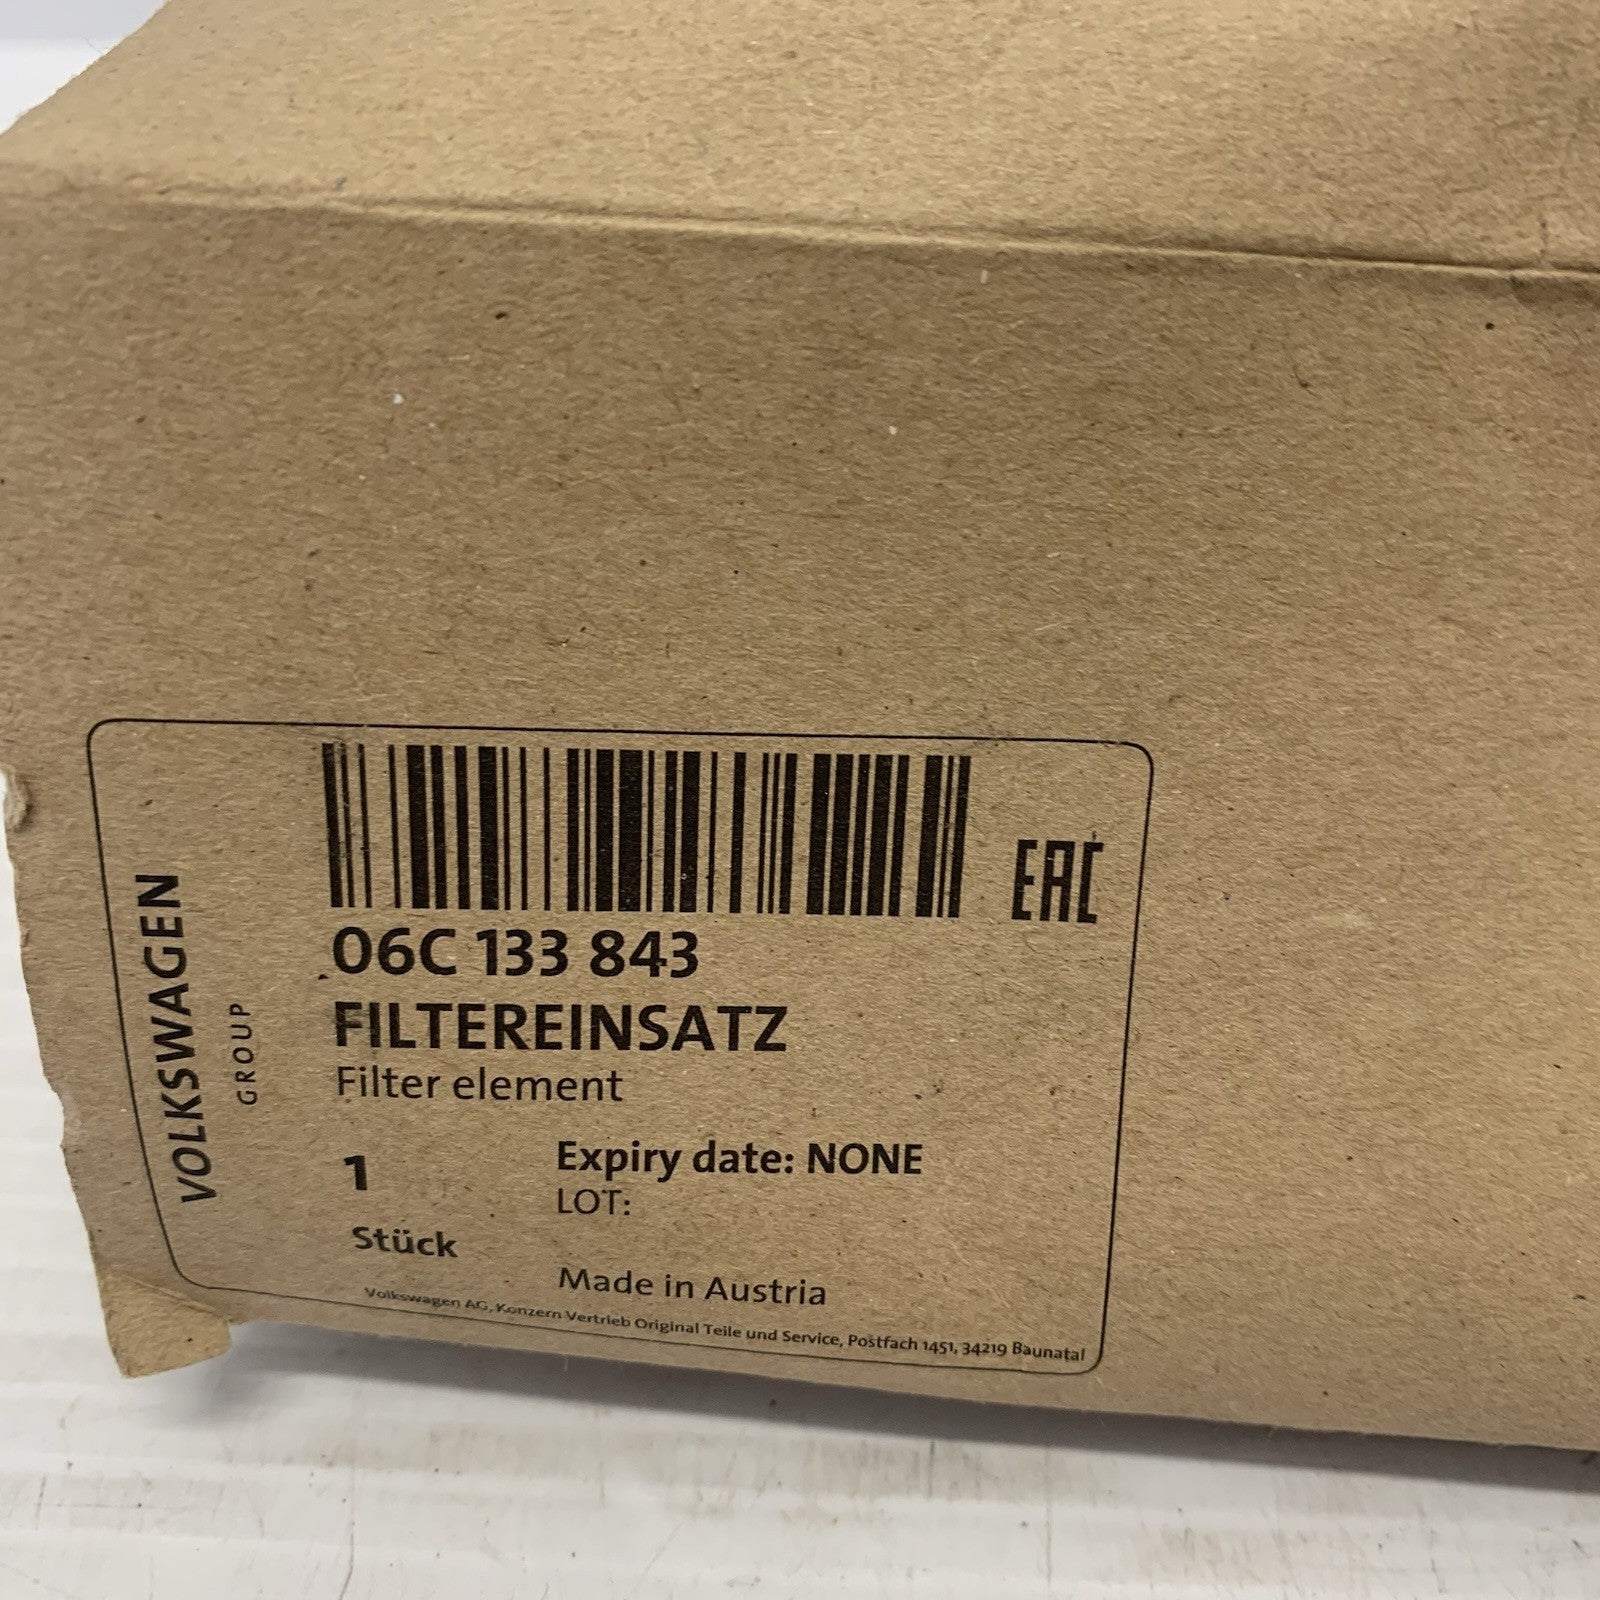 VOLKSWAGEN
GROUP
EAC
06C 133 843
FILTEREINSATZ
Filter element
1
Stück
Expiry date: NONE
LOT:
Made in Austria
Volkswagen AG, Konzern Vertrieb Original Teile und Service, Postfach 1451, 34219 Baunatal